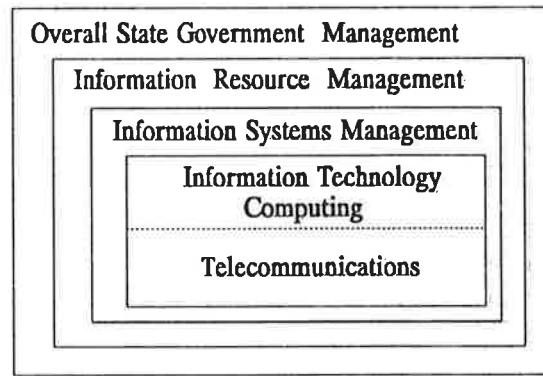 Overall State Government Management
Information Resource Management
Information Systems Management
Information Technology
Computing
Telecommunications